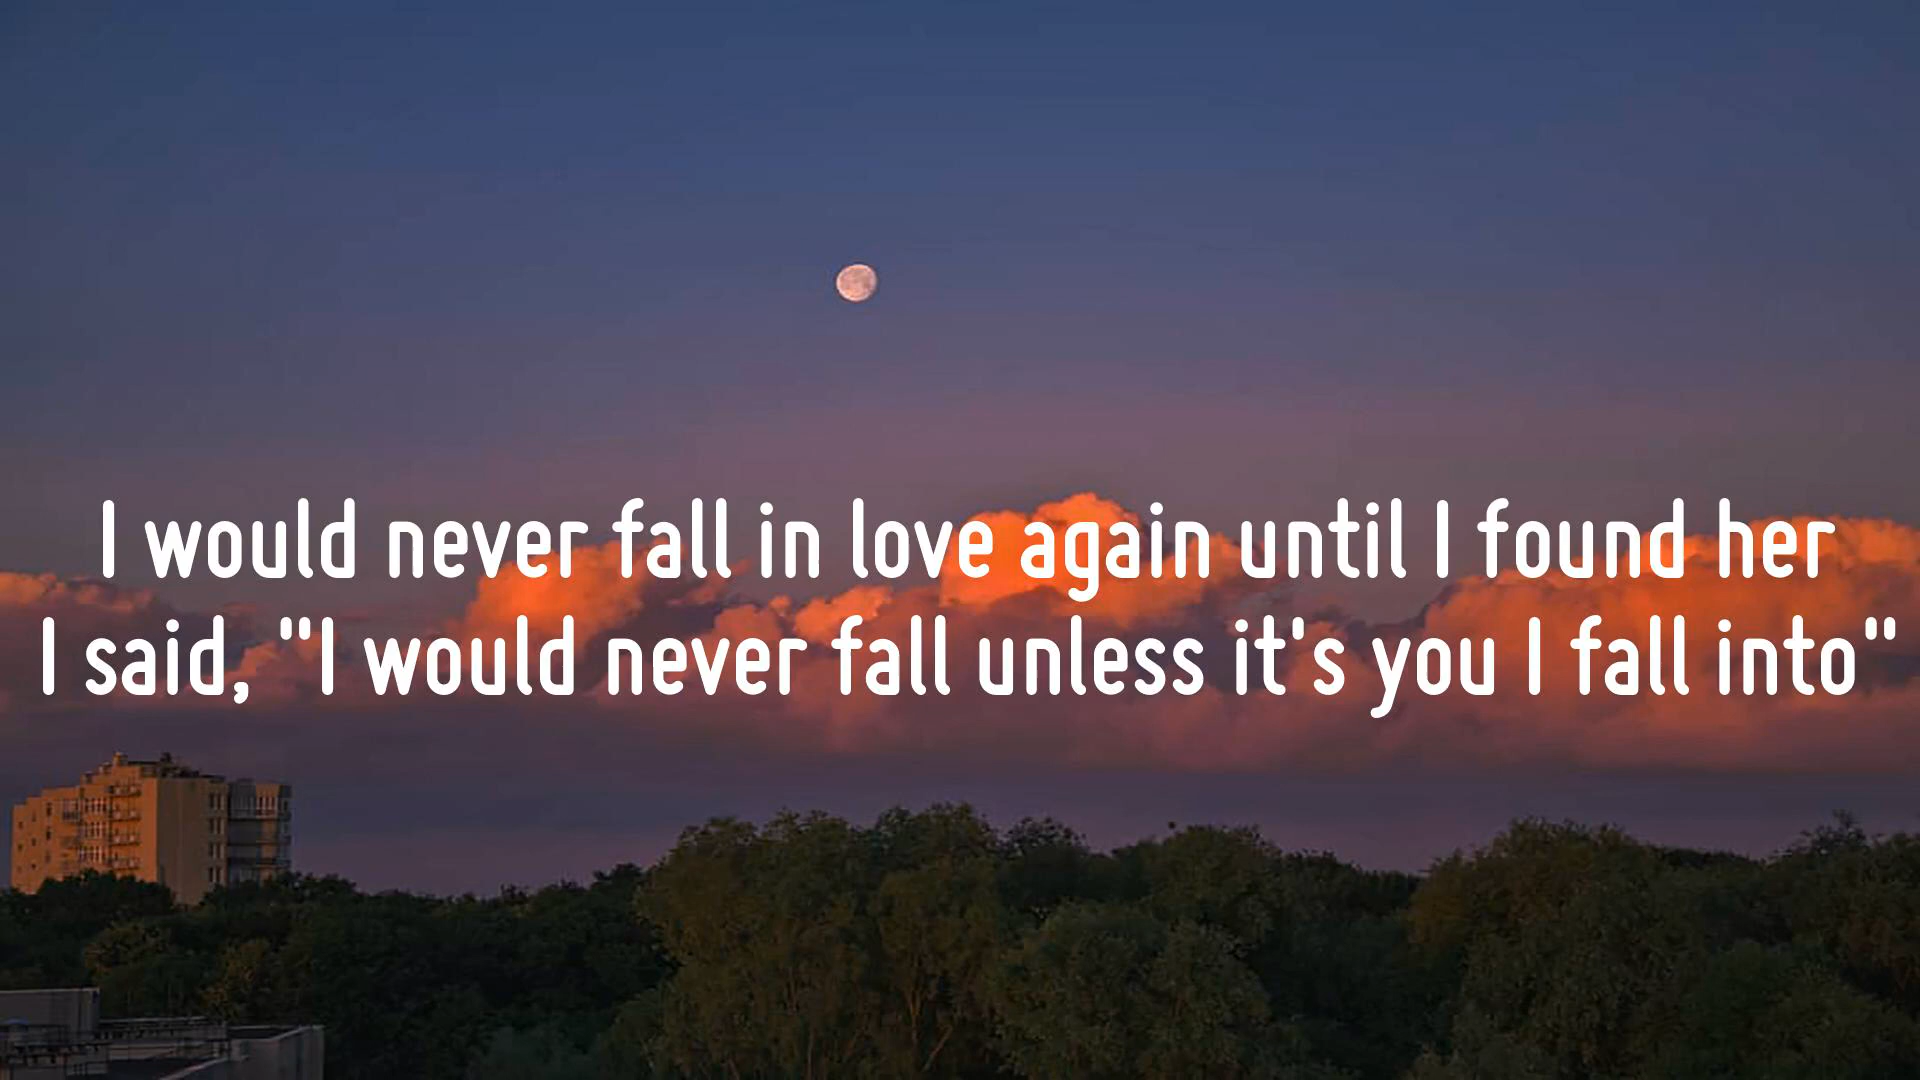 I would never fall in love again until I found her
I said, "I would never fall unless it's you I fall into"